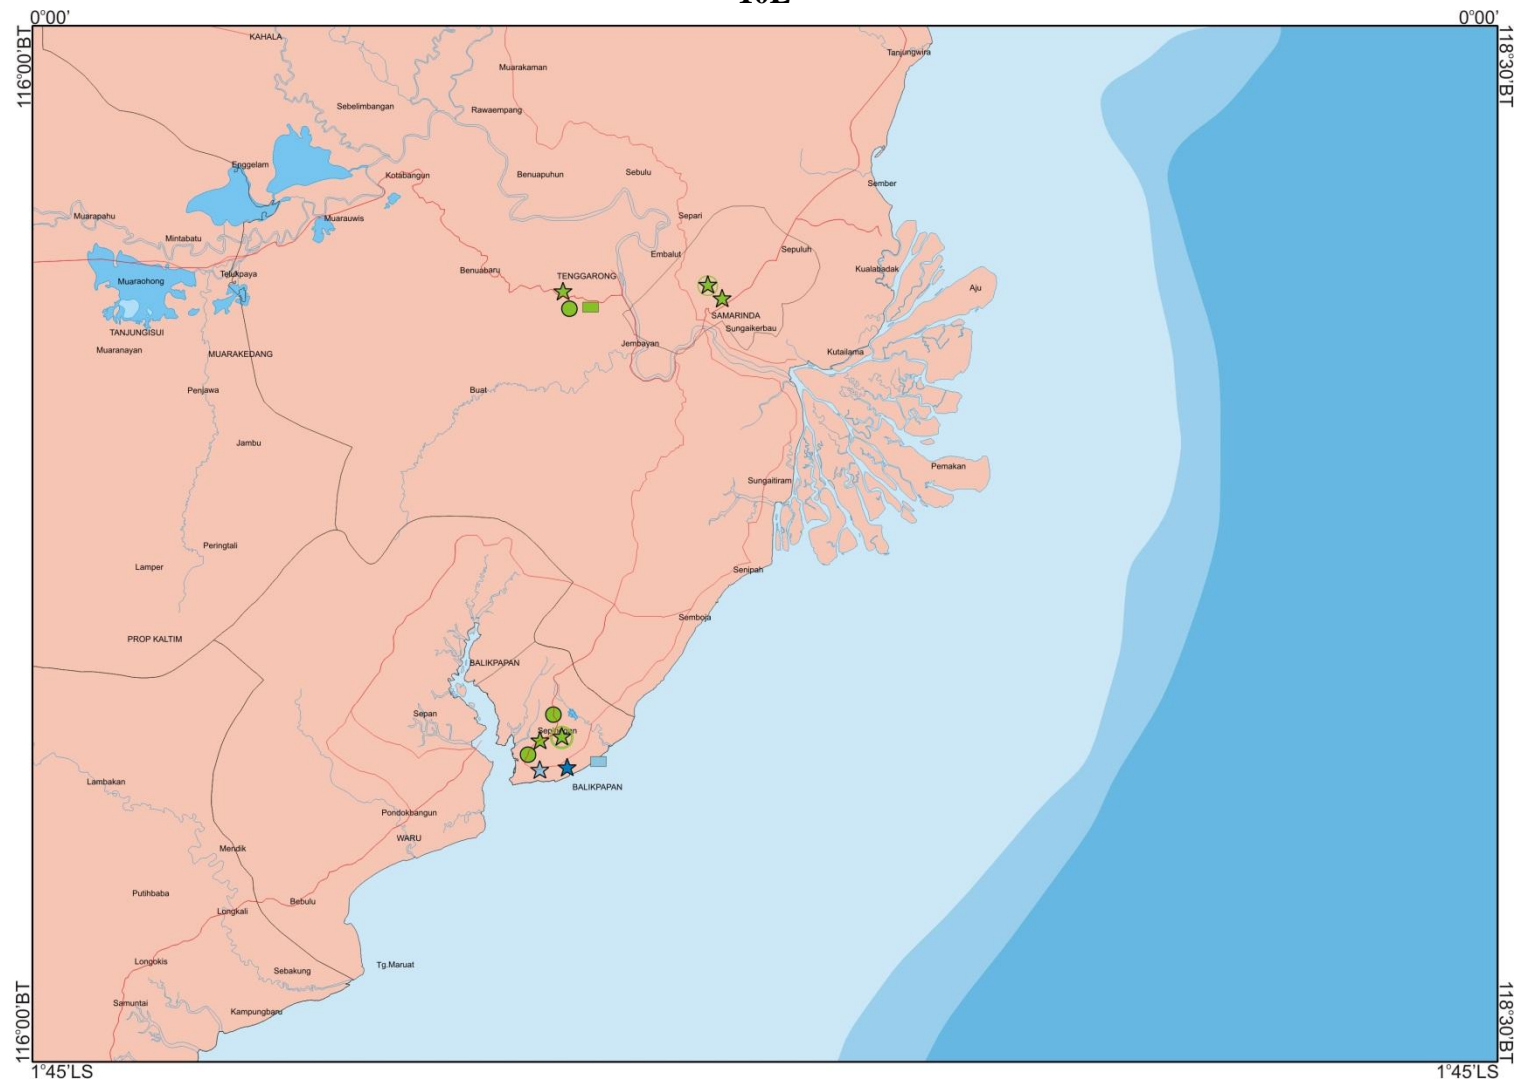 0°00'
0°00'
116°00'BT
118°30'BT
KAHALA
Tanjungwira
Muarakaman
Sebelimbangan
Rawaempang
Enggelam
Kotabangun
Benuapuhun
Sebulu
Sember
Muarapahu
Muarauwis
Separi
Mintabatu
Sepuluh
Embalut
Benuabaru
Kualabadak
Telukpaya
TENGGARONG
Muaraohong
Aju
SAMARINDA
Sungaikerbau
TANJUNGISUI
Jembayan
Muaranayan
MUARAKEDANG
Kutailama
Penjawa
Buat
Jambu
Pemakan
Sungaitiram
Peringtali
Lamper
Senipah
Semboja
PROP KALTIM
BALIKPAPAN
Sepan
Lambakan
BALIKPAPAN
Pondokbangun
WARU
Mendik
Putihbaba
Bebulu
Longkali
Longokis
Tg.Maruat
Sebakung
Samuntai
Kampungbaru
116°00'BT
118°30'BT
1°45'LS
1°45'LS